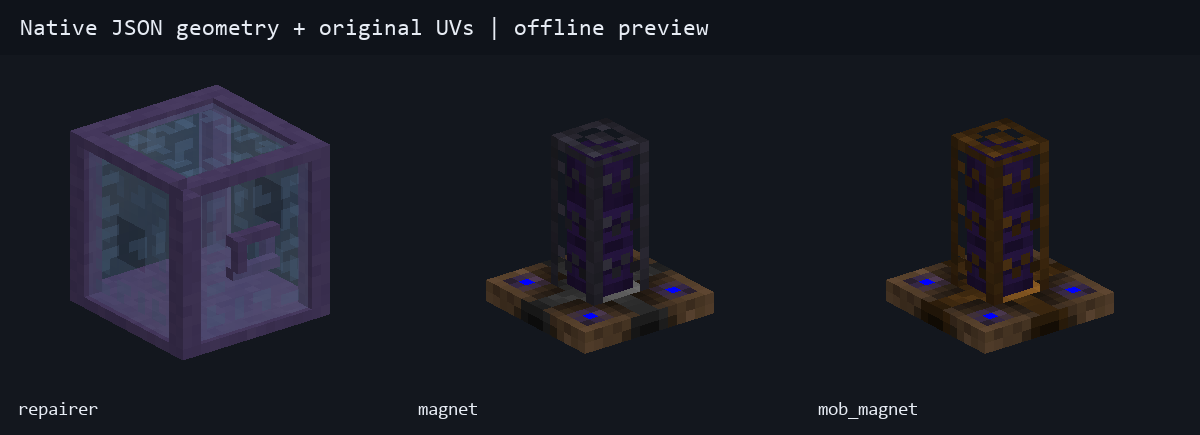 Native JSON geometry + original UVs | offline preview
repairer
magnet
mob_magnet